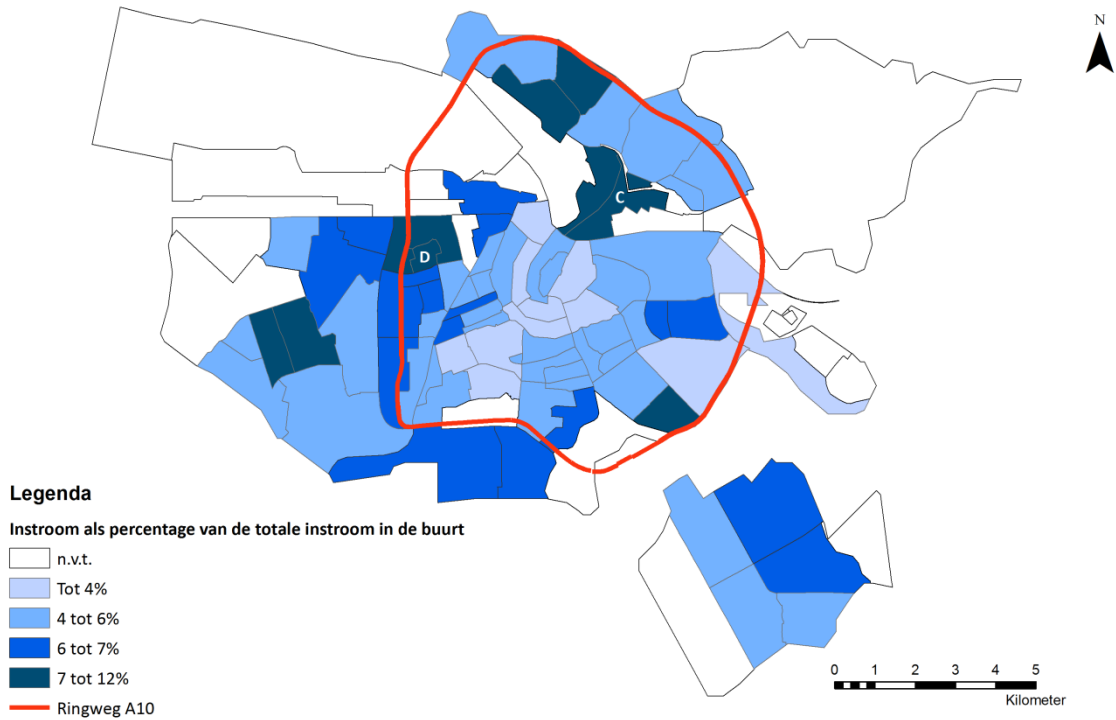 N
C
D
Legenda
Instroom als percentage van de totale instroom in de buurt
n.v.t.
Tot 4%
4 tot 6%
6 tot 7%
7 tot 12%
Ringweg A10
0 1 2 3 4 5
Kilometer